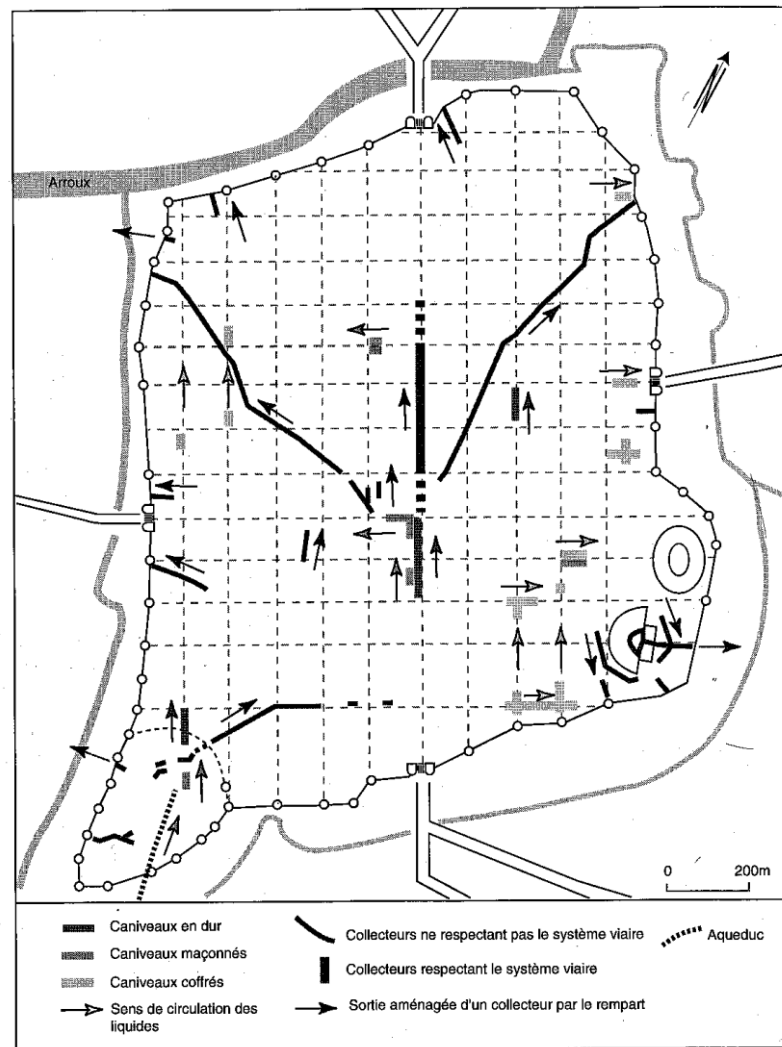 Arroux
0 200m
Caniveaux en dur
Caniveaux maçonnés
Caniveaux coffrés
Sens de circulation des
liquides
Collecteurs ne respectant pas le système viaire
Collecteurs respectant le système viaire
Sortie aménagée d'un collecteur par le rempart
Aqueduc